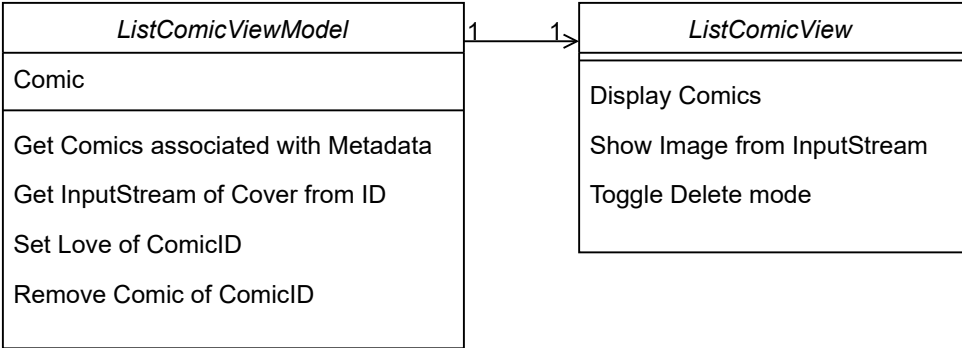 ListComicViewModel
Comic
Get Comics associated with Metadata
Get InputStream of Cover from ID
Set Love of ComicID
Remove Comic of ComicID
1
1
ListComicView
Display Comics
Show Image from InputStream
Toggle Delete mode